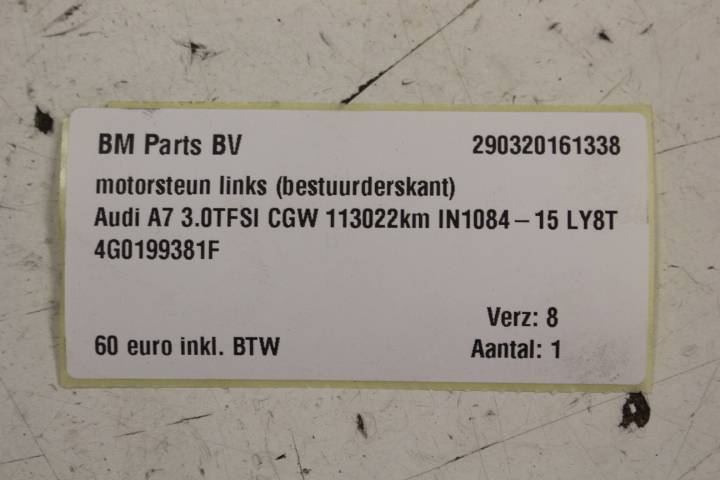 BM Parts BV 290320161338
motorsteun links (bestuurderskant)
Audi A7 3.0TFSI CGW 113022km IN1084-15 LY8T
4G0199381F
Verz: 8
60 euro inkl. BTW Aantal: 1